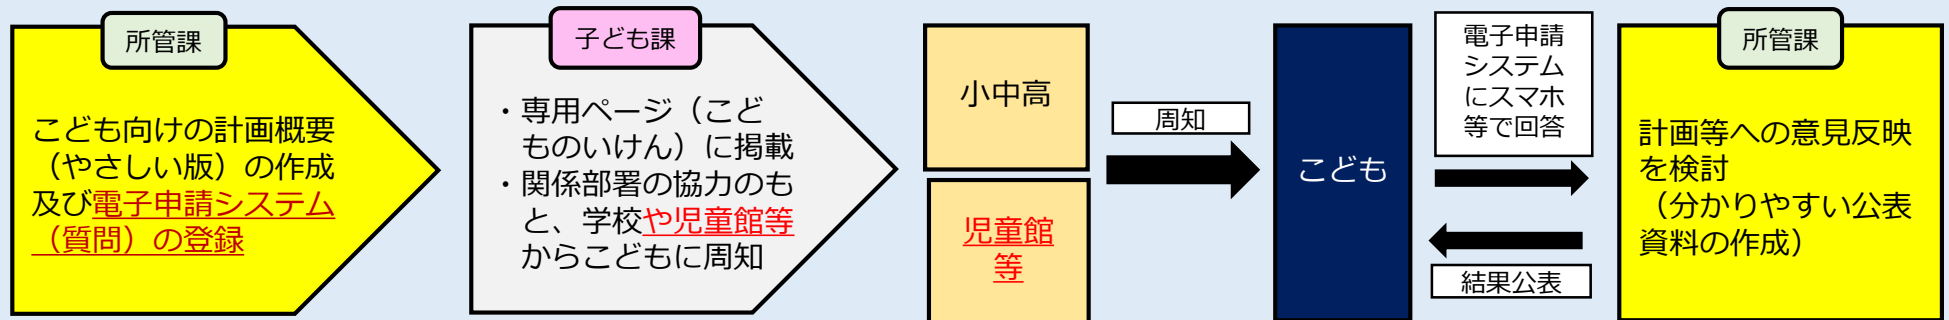 所管課
こども向けの計画概要
（やさしい版）の作成
及び電子申請システム
（質問）の登録
子ども課
・専用ページ（こど
ものいけん）に掲載
・関係部署の協力のも
と、学校や児童館等
からこどもに周知
小中高
児童館
等
周知
こども
電子申請
システム
にスマホ
等で回答
結果公表
所管課
計画等への意見反映
を検討
（分かりやすい公表
資料の作成）